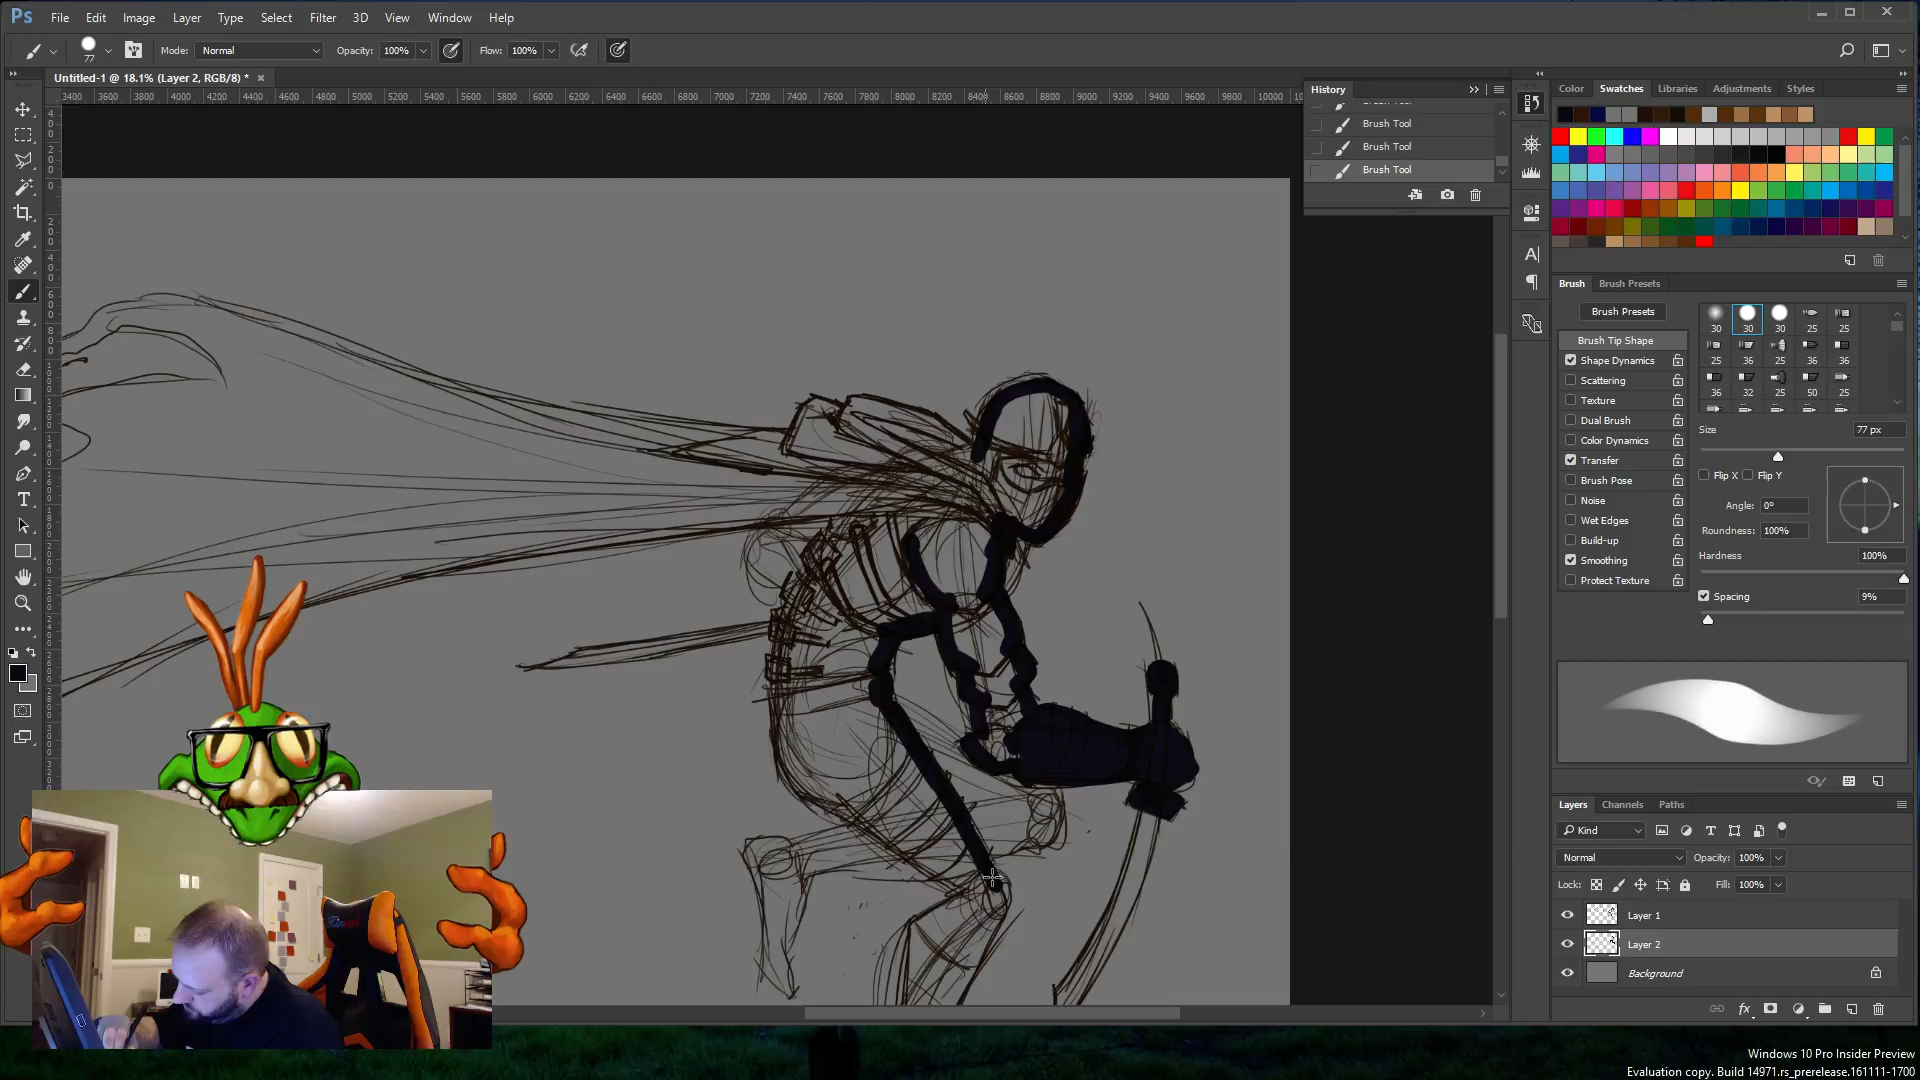 Ps File Edit Image Layer Type Select Filter 3D View Window Help
77 Mode: Normal Opacity: 100% Flow: 100%
Untitled-1 @ 18.1% (Layer 2, RGB/8) *
3400 3600 3800 4000 4200 4400 4600 4800 5000 5200 5400 5600 5800 6000 6200 6400 6600 6800 7000 7200 7400 7600 7800 8000 8200 8400 8600 8800 9000 9200 9400 9600 9800 10000
History
Brush Tool
Brush Tool
Brush Tool
Brush Tool
Color Swatches Libraries Adjustments Styles
Brush Brush Presets
Brush Presets
30 30 30 25 25
Brush Tip Shape
Shape Dynamics
25 36 25 36 36
Scattering
36 32 25 50 25
Texture
Dual Brush
Size 77 px
Color Dynamics
Transfer
Brush Pose
Flip X Flip Y
Noise
Angle: 0°
Wet Edges
Roundness: 100%
Build-up
Hardness 100%
Smoothing
Protect Texture
Spacing 9%
Layers Channels Paths
Kind
Normal Opacity: 100%
Lock: Fill: 100%
Layer 1
Layer 2
Background
Windows 10 Pro Insider Preview
Evaluation copy. Build 14971.rs_prerelease.161111-1700